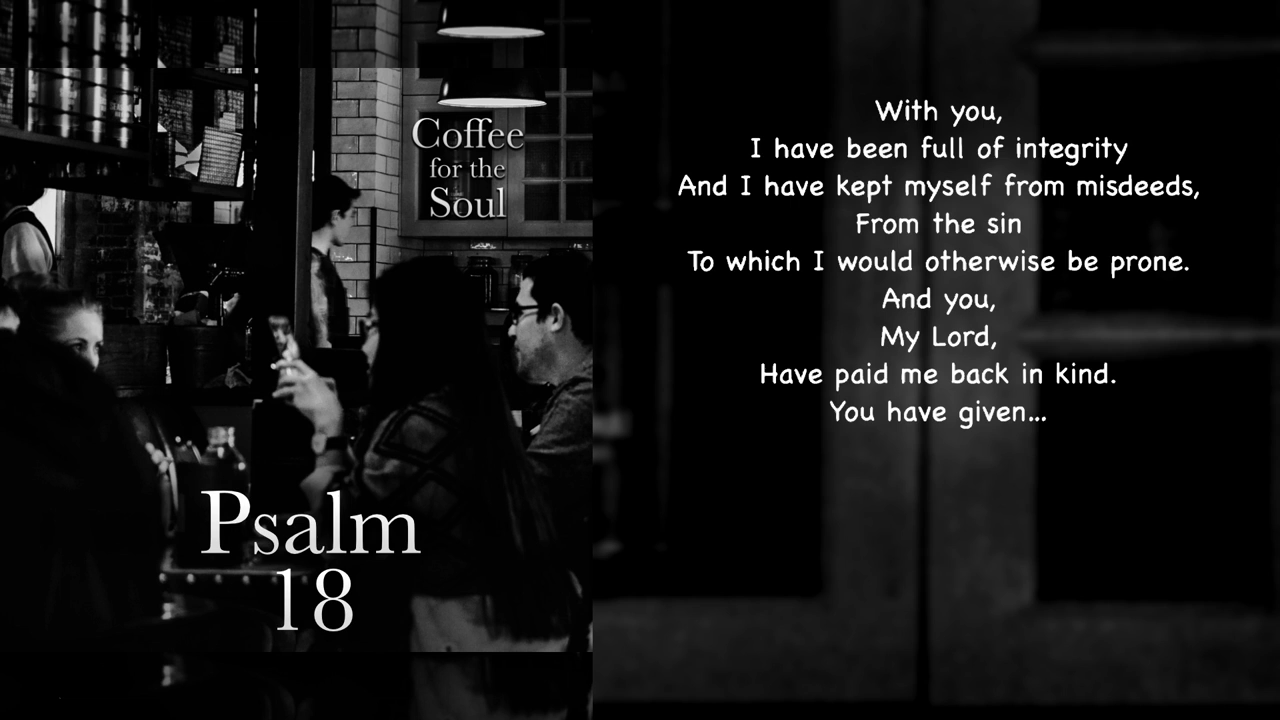 Coffee
for the
Soul
Psalm
18
With you,
I have been full of integrity
And I have kept myself from misdeeds,
From the sin
To which I would otherwise be prone.
And you,
My Lord,
Have paid me back in kind.
You have given...